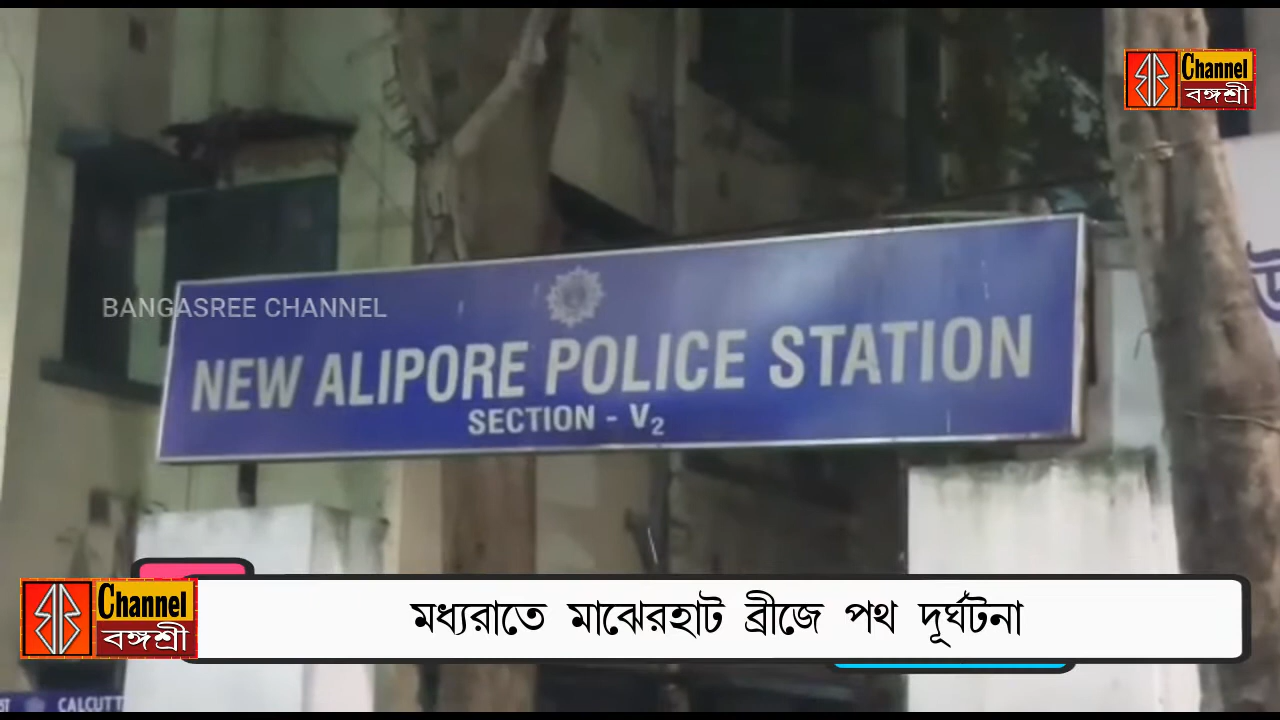 Channel
বঙ্গশ্রী
BANGASREE CHANNEL
NEW ALIPORE POLICE STATION
SECTION - V₂
Channel
বঙ্গশ্রী
মধ্যরাতে মাঝেরহাট ব্রীজে পথ দূর্ঘটনা
CALCUTT